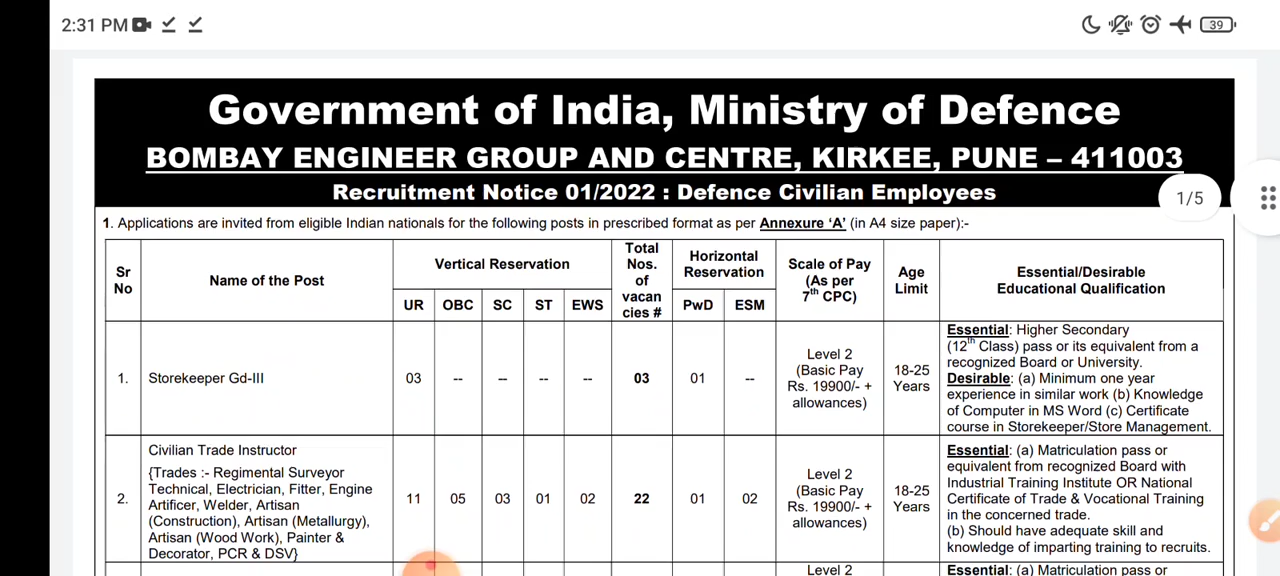 2:31 PM
39
Government of India, Ministry of Defence
BOMBAY ENGINEER GROUP AND CENTRE, KIRKEE, PUNE – 411003
Recruitment Notice 01/2022 : Defence Civilian Employees
1/5
1. Applications are invited from eligible Indian nationals for the following posts in prescribed format as per Annexure 'A' (in A4 size paper):-
Sr No
Name of the Post
Vertical Reservation
UR OBC SC ST EWS
Total
Nos.
of
vacan
cies #
Horizontal
Reservation
PwD ESM
Scale of Pay
(As per
7th CPC)
Age
Limit
Essential/Desirable
Educational Qualification
1.
Storekeeper Gd-III
03 -- -- -- -- 03 01 --
Level 2
(Basic Pay
Rs. 19900/- +
allowances)
18-25
Years
Essential: Higher Secondary
(12th Class) pass or its equivalent from a
recognized Board or University.
Desirable: (a) Minimum one year
experience in similar work (b) Knowledge
of Computer in MS Word (c) Certificate
course in Storekeeper/Store Management.
2.
Civilian Trade Instructor
{Trades :- Regimental Surveyor
Technical, Electrician, Fitter, Engine
Artificer, Welder, Artisan
(Construction), Artisan (Metallurgy),
Artisan (Wood Work), Painter &
Decorator, PCR & DSV}
11 05 03 01 02 22 01 02
Level 2
(Basic Pay
Rs. 19900/- +
allowances)
18-25
Years
Essential: (a) Matriculation pass or
equivalent from recognized Board with
Industrial Training Institute OR National
Certificate of Trade & Vocational Training
in the concerned trade.
(b) Should have adequate skill and
knowledge of imparting training to recruits.
Level 2
Essential: (a) Matriculation pass or